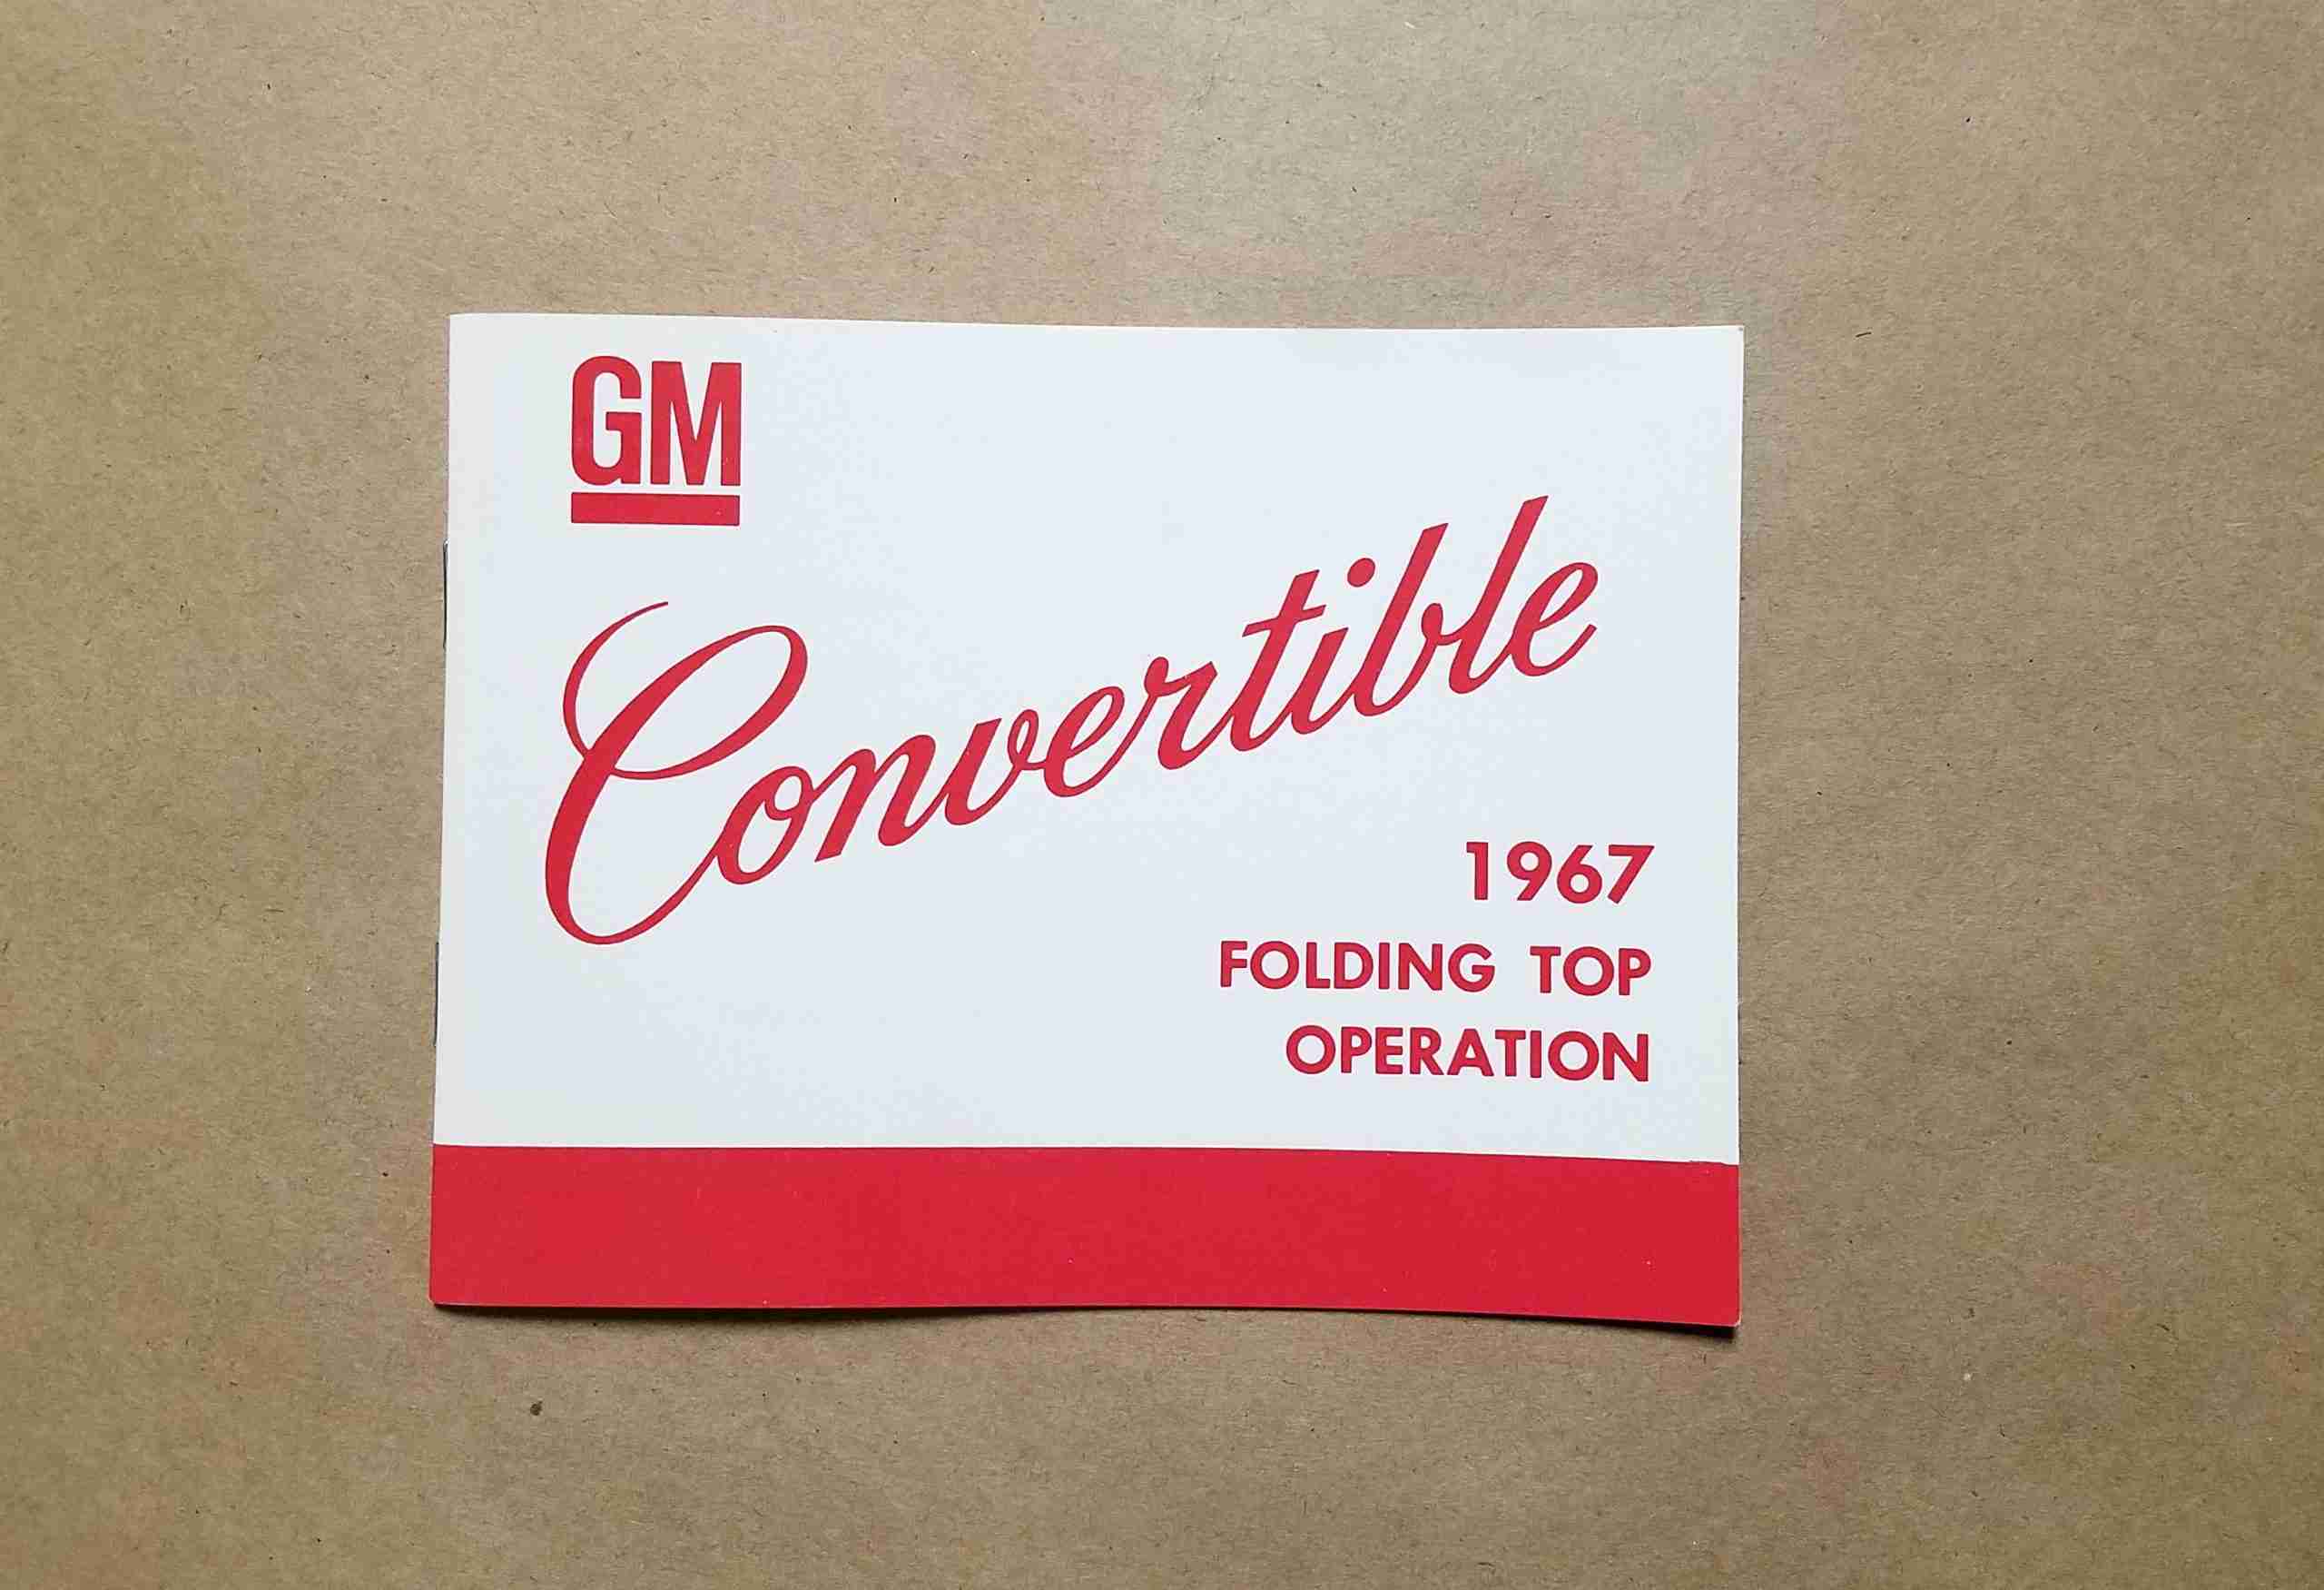 GM
Convertible
1967
FOLDING TOP
OPERATION